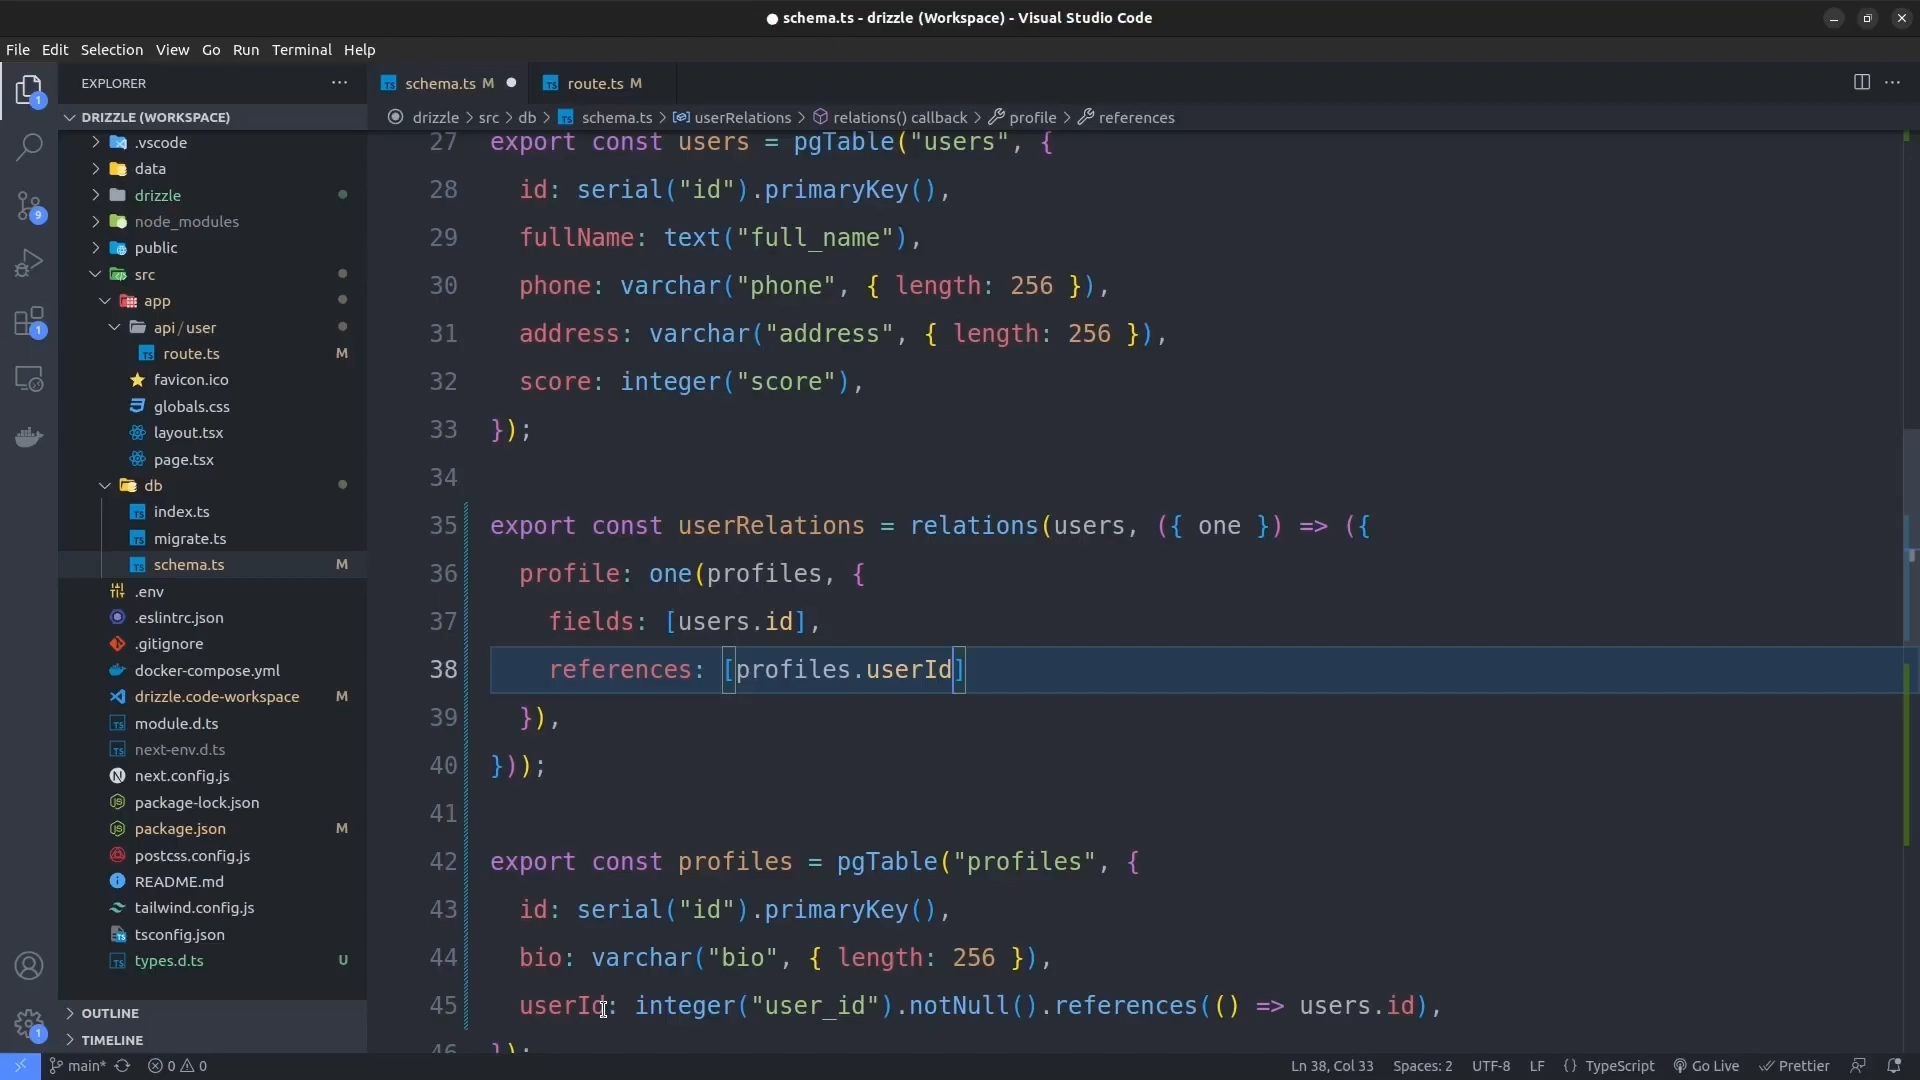 schema.ts - drizzle (Workspace) - Visual Studio Code
File Edit Selection View Go Run Terminal Help
EXPLORER
DRIZZLE (WORKSPACE)
.vscode
data
drizzle
node_modules
public
src
app
api/user
route.ts M
favicon.ico
globals.css
layout.tsx
page.tsx
db
index.ts
migrate.ts
schema.ts M
.env
.eslintrc.json
.gitignore
docker-compose.yml
drizzle.code-workspace M
module.d.ts
next-env.d.ts
next.config.js
package-lock.json
package.json M
postcss.config.js
README.md
tailwind.config.js
tsconfig.json
types.d.ts U
OUTLINE
TIMELINE
1
9
1
1
schema.ts M route.ts M
drizzle > src > db > schema.ts > userRelations > relations() callback > profile > references
27 export const users = pgTable("users", {
28 id: serial("id").primaryKey(),
29 fullName: text("full_name"),
30 phone: varchar("phone", { length: 256 }),
31 address: varchar("address", { length: 256 }),
32 score: integer("score"),
33 });
34
35 export const userRelations = relations(users, ({ one }) => ({
36 profile: one(profiles, {
37 fields: [users.id],
38 references: [profiles.userId]
39 }),
40 }));
41
42 export const profiles = pgTable("profiles", {
43 id: serial("id").primaryKey(),
44 bio: varchar("bio", { length: 256 }),
45 userId: integer("user_id").notNull().references(() => users.id),
46 });
main* 0 0 Ln 38, Col 33 Spaces: 2 UTF-8 LF {} TypeScript Go Live Prettier